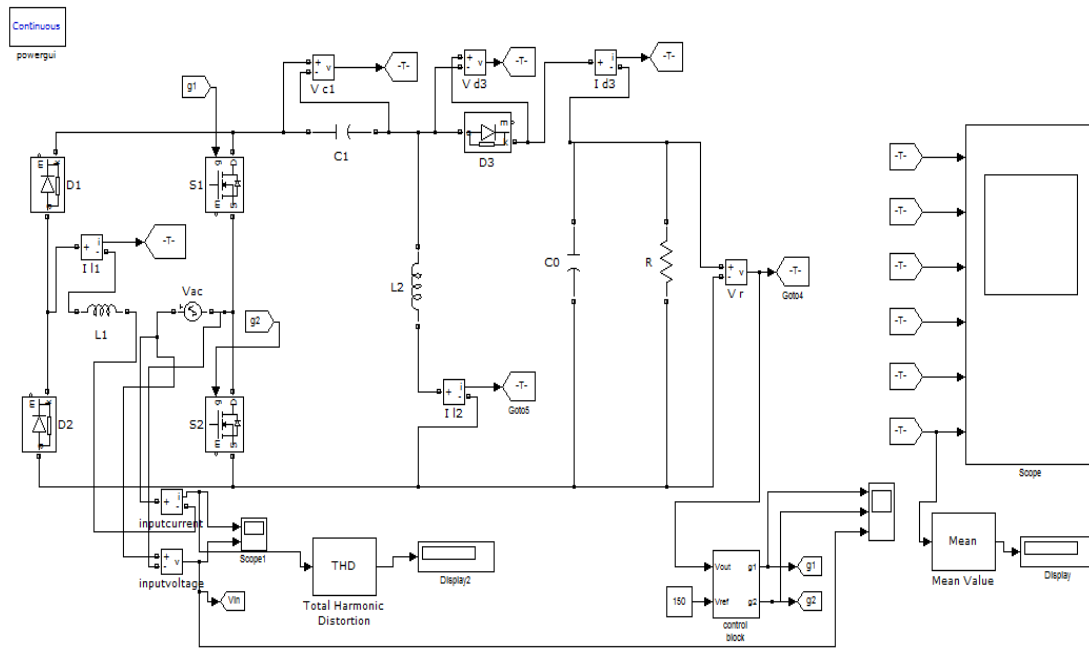 Continuous
powergui
g1
+
-
v
V c1
-T-
+
-
v
V d3
-T-
+
-
i
I d3
-T-
C1
m
D3
D1
S1
g
D
m
S
+
-
i
I l1
-T-
L1
Vac
g2
L2
C0
R
+
-
v
V r
-T-
Goto4
D2
S2
g
D
m
S
+
-
i
I l2
-T-
Goto5
+
-
i
inputcurrent
+
-
v
inputvoltage
Scope1
Vin
THD
Total Harmonic
Distortion
Display2
150
Vout
Vref
g1
g2
control
block
g1
g2
-T-
-T-
-T-
-T-
-T-
-T-
Scope
Mean
Mean Value
Display